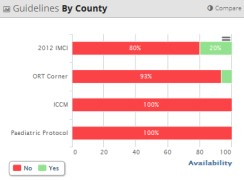 Guidelines By County
Compare
2012 IMCI
80%
20%
ORT Corner
93%
ICCM
100%
Paediatric Protocol
100%
0 20 40 60 80 100
Availability
No Yes